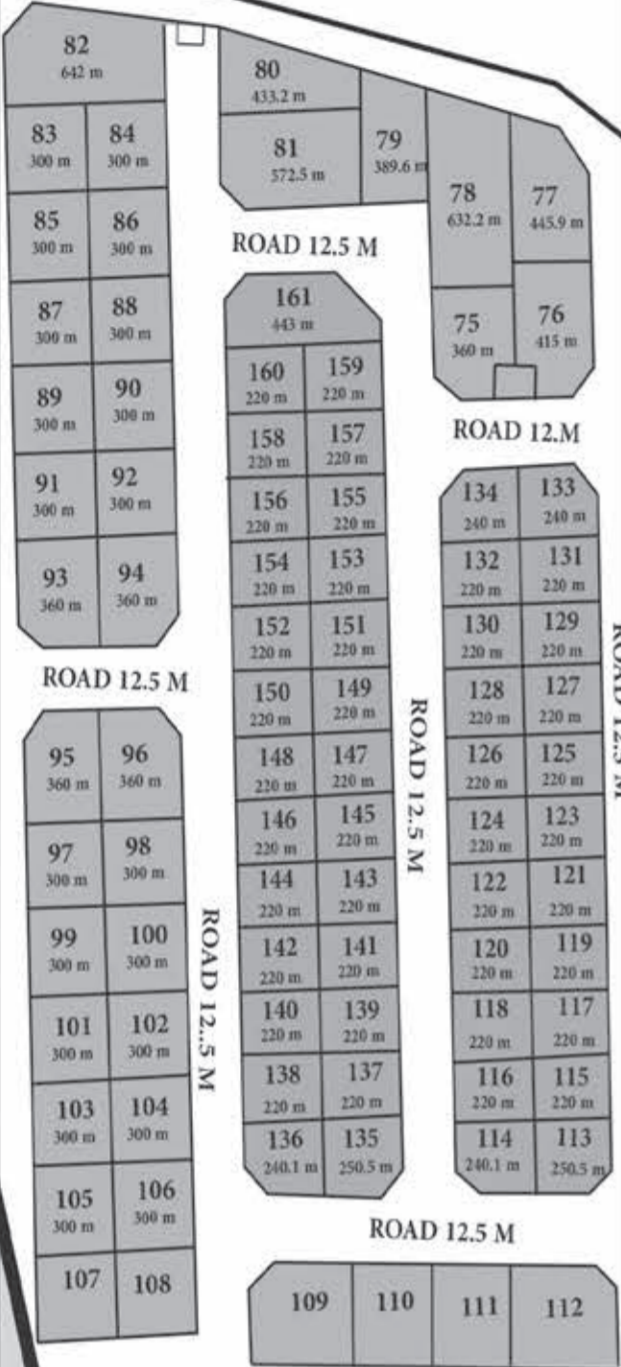 82
642 m
83
300 m
84
300 m
85
300 m
86
300 m
87
300 m
88
300 m
89
300 m
90
300 m
91
300 m
92
300 m
93
360 m
94
360 m
ROAD 12.5 M
95
360 m
96
360 m
97
300 m
98
300 m
99
300 m
100
300 m
101
300 m
102
300 m
103
300 m
104
300 m
105
300 m
106
300 m
107
108
ROAD 12..5 M
80
433.2 m
81
572.5 m
79
389.6 m
78
632.2 m
77
445.9 m
75
360 m
76
415 m
ROAD 12.5 M
161
443 m
160
220 m
159
220 m
158
220 m
157
220 m
156
220 m
155
220 m
154
220 m
153
220 m
152
220 m
151
220 m
150
220 m
149
220 m
148
220 m
147
220 m
146
220 m
145
220 m
144
220 m
143
220 m
142
220 m
141
220 m
140
220 m
139
220 m
138
220 m
137
220 m
136
240.1 m
135
250.5 m
ROAD 12.5 M
ROAD 12.M
134
240 m
133
240 m
132
220 m
131
220 m
130
220 m
129
220 m
128
220 m
127
220 m
126
220 m
125
220 m
124
220 m
123
220 m
122
220 m
121
220 m
120
220 m
119
220 m
118
220 m
117
220 m
116
220 m
115
220 m
114
240.1 m
113
250.5 m
ROAD 12.5 M
ROAD 12.5 M
109
110
111
112